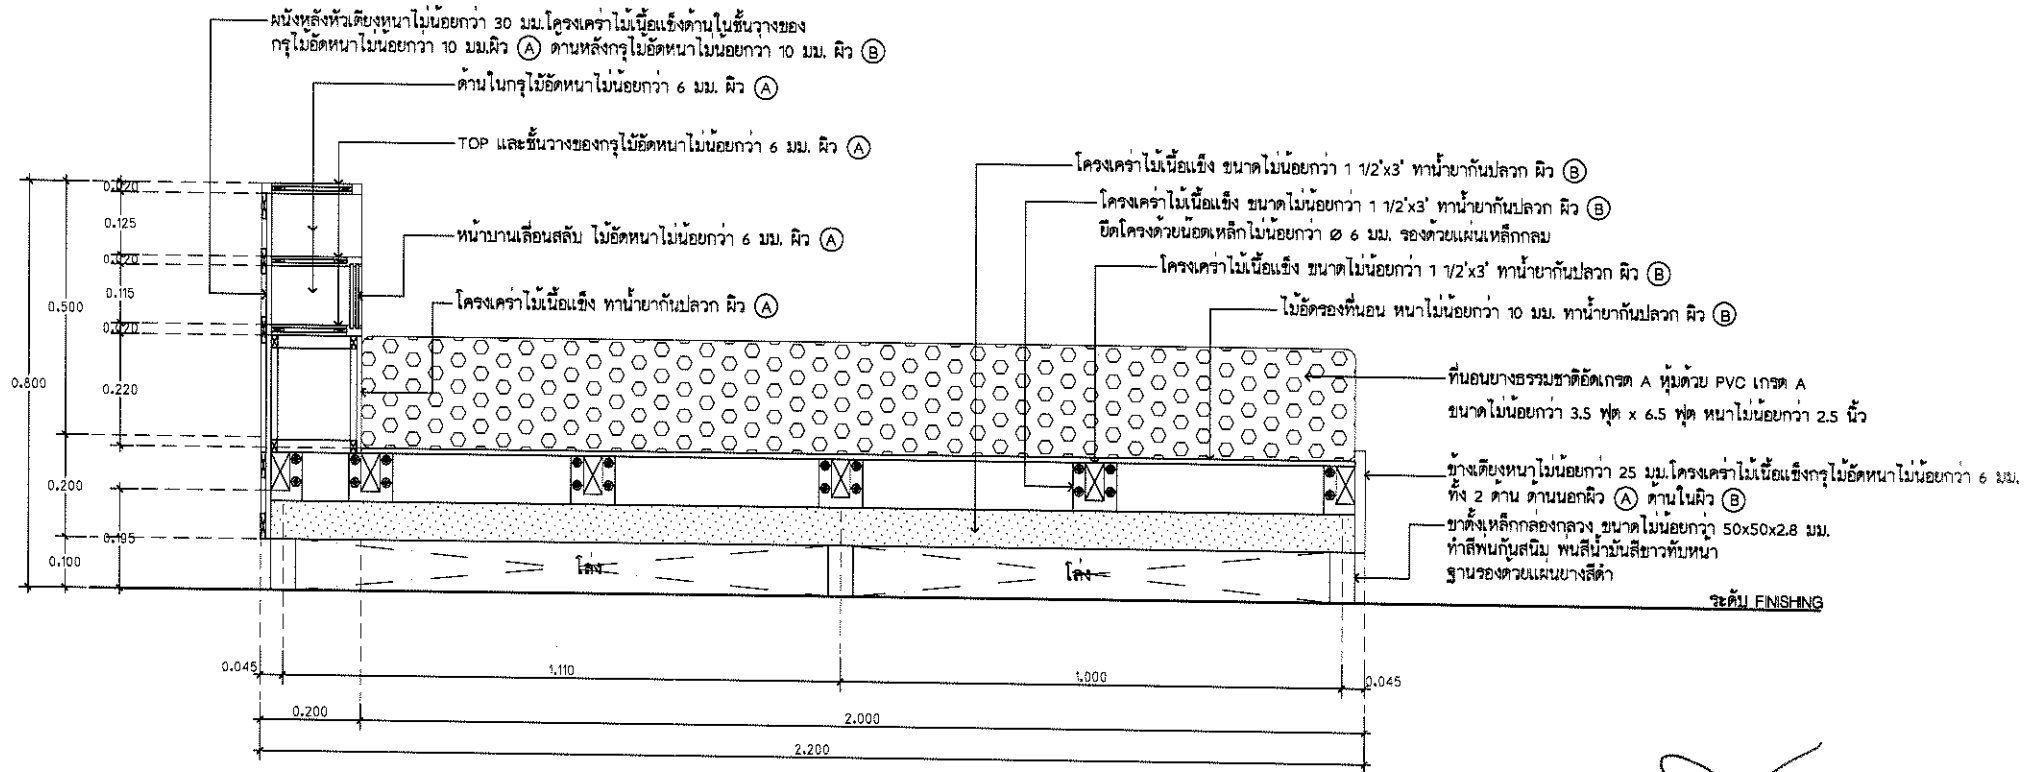 ผนังหลังหัวเตียงหนาไม่น้อยกว่า 30 มม.โครงเคร่าไม้เนื้อแข็งด้านในชั้นวางของ
กรุไม้อัดหนาไม่น้อยกว่า 10 มม.ผิว A ด้านหลังกรุไม้อัดหนาไม่น้อยกว่า 10 มม. ผิว B
ด้านในกรุไม้อัดหนาไม่น้อยกว่า 6 มม. ผิว A
TOP และชั้นวางของกรุไม้อัดหนาไม่น้อยกว่า 6 มม. ผิว A
หน้าบานเลื่อนสลับ ไม้อัดหนาไม่น้อยกว่า 6 มม. ผิว A
โครงเคร่าไม้เนื้อแข็ง ทาน้ำยากันปลวก ผิว A
โครงเคร่าไม้เนื้อแข็ง ขนาดไม่น้อยกว่า 1 1/2"x3" ทาน้ำยากันปลวก ผิว B
โครงเคร่าไม้เนื้อแข็ง ขนาดไม่น้อยกว่า 1 1/2"x3" ทาน้ำยากันปลวก ผิว B
ยึดโครงด้วยน๊อตเหล็กไม่น้อยกว่า Ø 6 มม. รองด้วยแผ่นเหล็กกลม
โครงเคร่าไม้เนื้อแข็ง ขนาดไม่น้อยกว่า 1 1/2"x3" ทาน้ำยากันปลวก ผิว B
ไม้อัดรองที่นอน หนาไม่น้อยกว่า 10 มม. ทาน้ำยากันปลวก ผิว B
ที่นอนยางธรรมชาติอัดเกรด A หุ้มด้วย PVC เกรด A
ขนาดไม่น้อยกว่า 3.5 ฟุต x 6.5 ฟุต หนาไม่น้อยกว่า 2.5 นิ้ว
ข้างเตียงหนาไม่น้อยกว่า 25 มม.โครงเคร่าไม้เนื้อแข็งกรุไม้อัดหนาไม่น้อยกว่า 6 มม.
ทั้ง 2 ด้าน ด้านนอกผิว A ด้านในผิว B
ขาตั้งเหล็กกล่องกลวง ขนาดไม่น้อยกว่า 50x50x2.8 มม.
ทำสีพ่นกันสนิม พ่นสีน้ำมันสีขาวทับหน้า
ฐานรองด้วยแผ่นยางสีดำ
ระดับ FINISHING
0.020
0.125
0.020
0.115
0.020
0.220
0.500
0.800
0.200
0.195
0.100
โล่ง
โล่ง
0.045
1.110
1.000
0.045
0.200
2.000
2.200